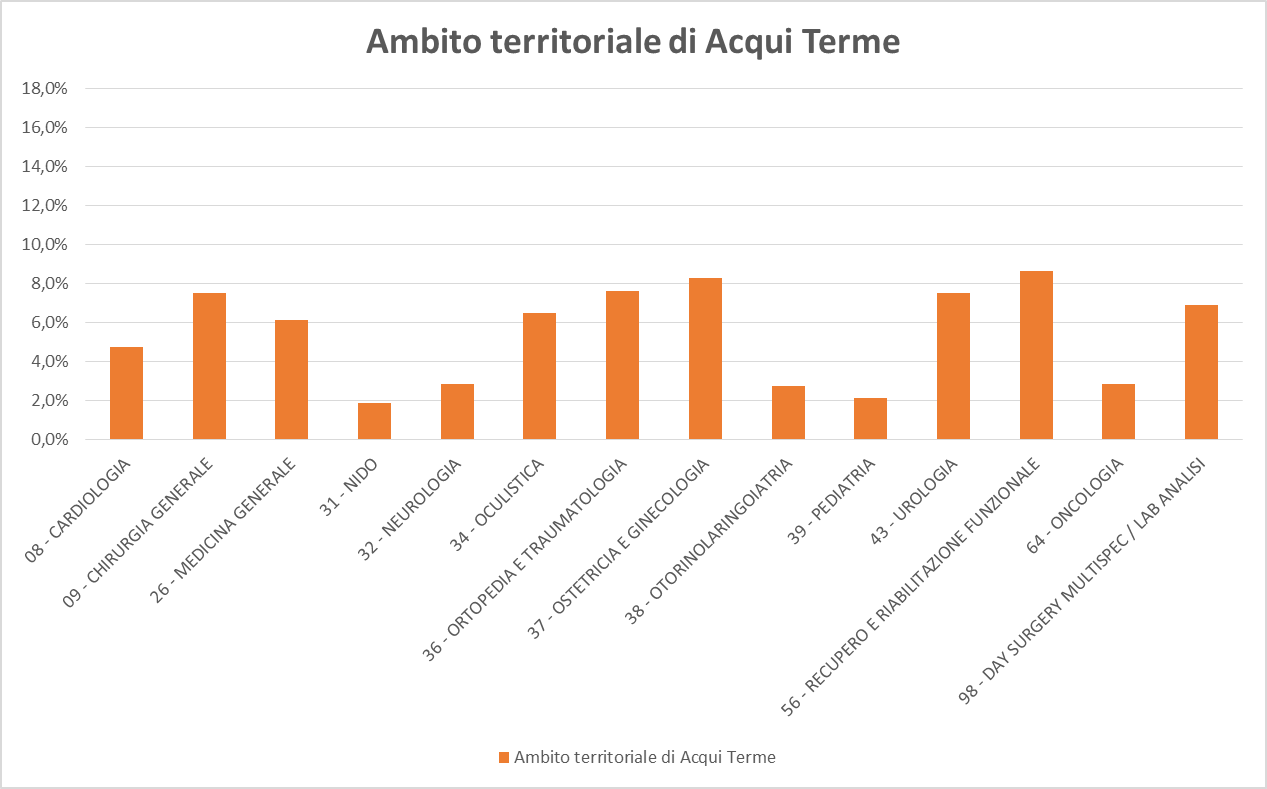 Ambito territoriale di Acqui Terme
18,0%
16,0%
14,0%
12,0%
10,0%
8,0%
6,0%
4,0%
2,0%
0,0%
08 - CARDIOLOGIA
09 - CHIRURGIA GENERALE
26 - MEDICINA GENERALE
31 - NIDO
32 - NEUROLOGIA
34 - OCULISTICA
36 - ORTOPEDIA E TRAUMATOLOGIA
37 - OSTETRICIA E GINECOLOGIA
38 - OTORINOLARINGOIATRIA
39 - PEDIATRIA
43 - UROLOGIA
56 - RECUPERO E RIABILITAZIONE FUNZIONALE
64 - ONCOLOGIA
98 - DAY SURGERY MULTISPEC / LAB ANALISI
Ambito territoriale di Acqui Terme